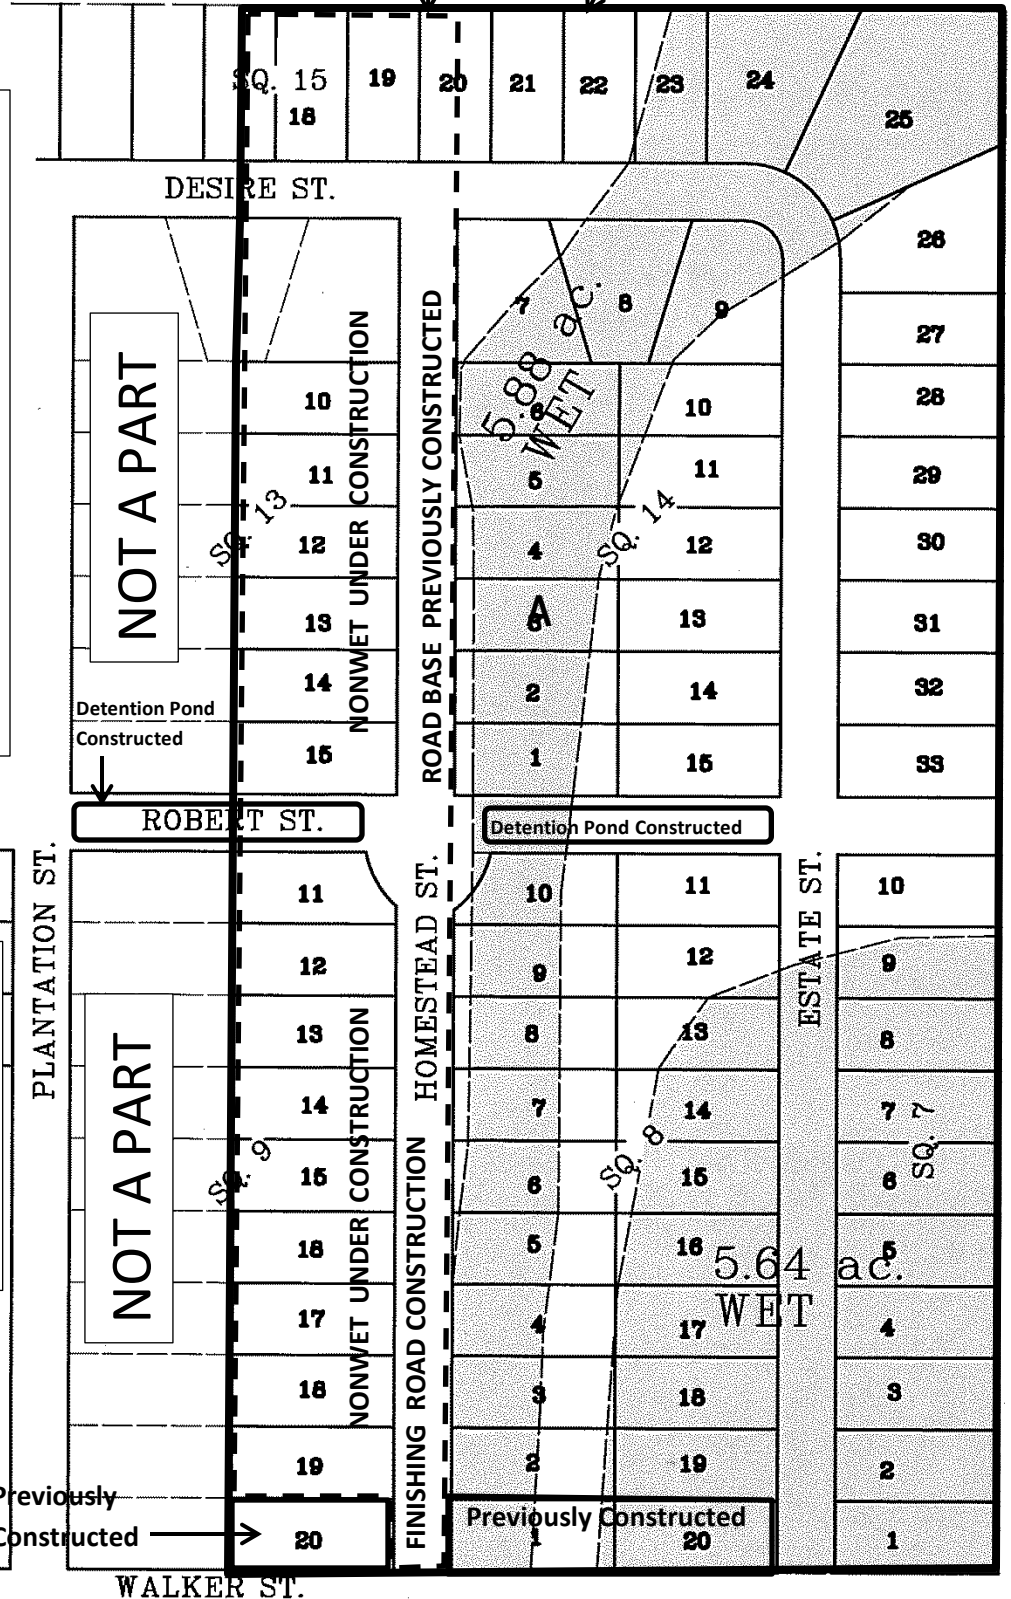 SQ. 15
18
19
20
21
22
23
24
25
DESIRE ST.
26
27
28
29
30
31
32
33
NOT A PART
SQ. 13
10
11
12
13
14
15
NONWET UNDER CONSTRUCTION
ROAD BASE PREVIOUSLY CONSTRUCTED
7
8
9
5.88 ac.
WET
6
5
4
A
3
2
1
SQ. 14
10
11
12
13
14
15
Detention Pond
Constructed
ROBERT ST.
Detention Pond Constructed
PLANTATION ST.
NOT A PART
SQ. 9
11
12
13
14
15
18
17
18
19
20
NONWET UNDER CONSTRUCTION
HOMESTEAD ST.
FINISHING ROAD CONSTRUCTION
10
9
8
7
6
5
4
3
2
1
SQ. 8
11
12
13
14
15
16
17
18
19
20
ESTATE ST.
10
9
8
7
6
5
4
3
2
1
SQ. 7
5.64 ac.
WET
Previously
Constructed
Previously Constructed
WALKER ST.